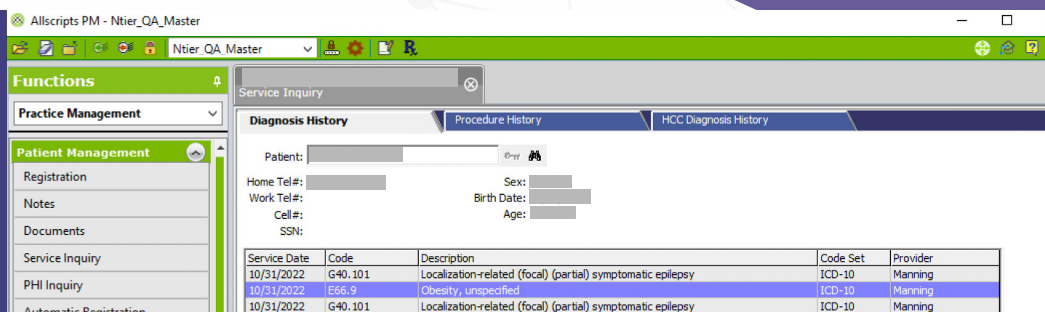 Allscripts PM - Ntier_QA_Master
Ntier_QA_Master
Functions
Practice Management
Patient Management
Registration
Notes
Documents
Service Inquiry
PHI Inquiry
Automatic Registration
Service Inquiry
Diagnosis History Procedure History HCC Diagnosis History
Patient:
Home Tel#: Sex:
Work Tel#: Birth Date:
Cell#: Age:
SSN:
Service Date Code Description Code Set Provider
10/31/2022 G40.101 Localization-related (focal) (partial) symptomatic epilepsy ICD-10 Manning
10/31/2022 E66.9 Obesity, unspecified ICD-10 Manning
10/31/2022 G40.101 Localization-related (focal) (partial) symptomatic epilepsy ICD-10 Manning